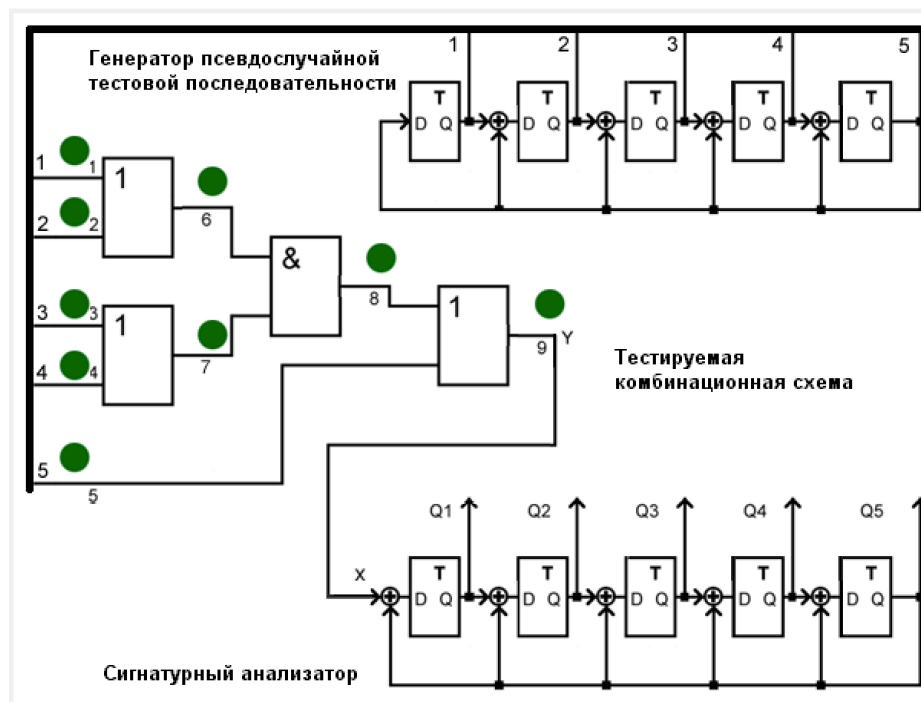 1 2 3 4 5
Генератор псевдослучайной
тестовой последовательности
T T T T T
D Q D Q D Q D Q D Q
1 1 1
2 2 6
&
3 3 1 8 1
4 4 7 9 Y
5 5
Тестируемая
комбинационная схема
Q1 Q2 Q3 Q4 Q5
X T T T T T
D Q D Q D Q D Q D Q
Сигнатурный анализатор